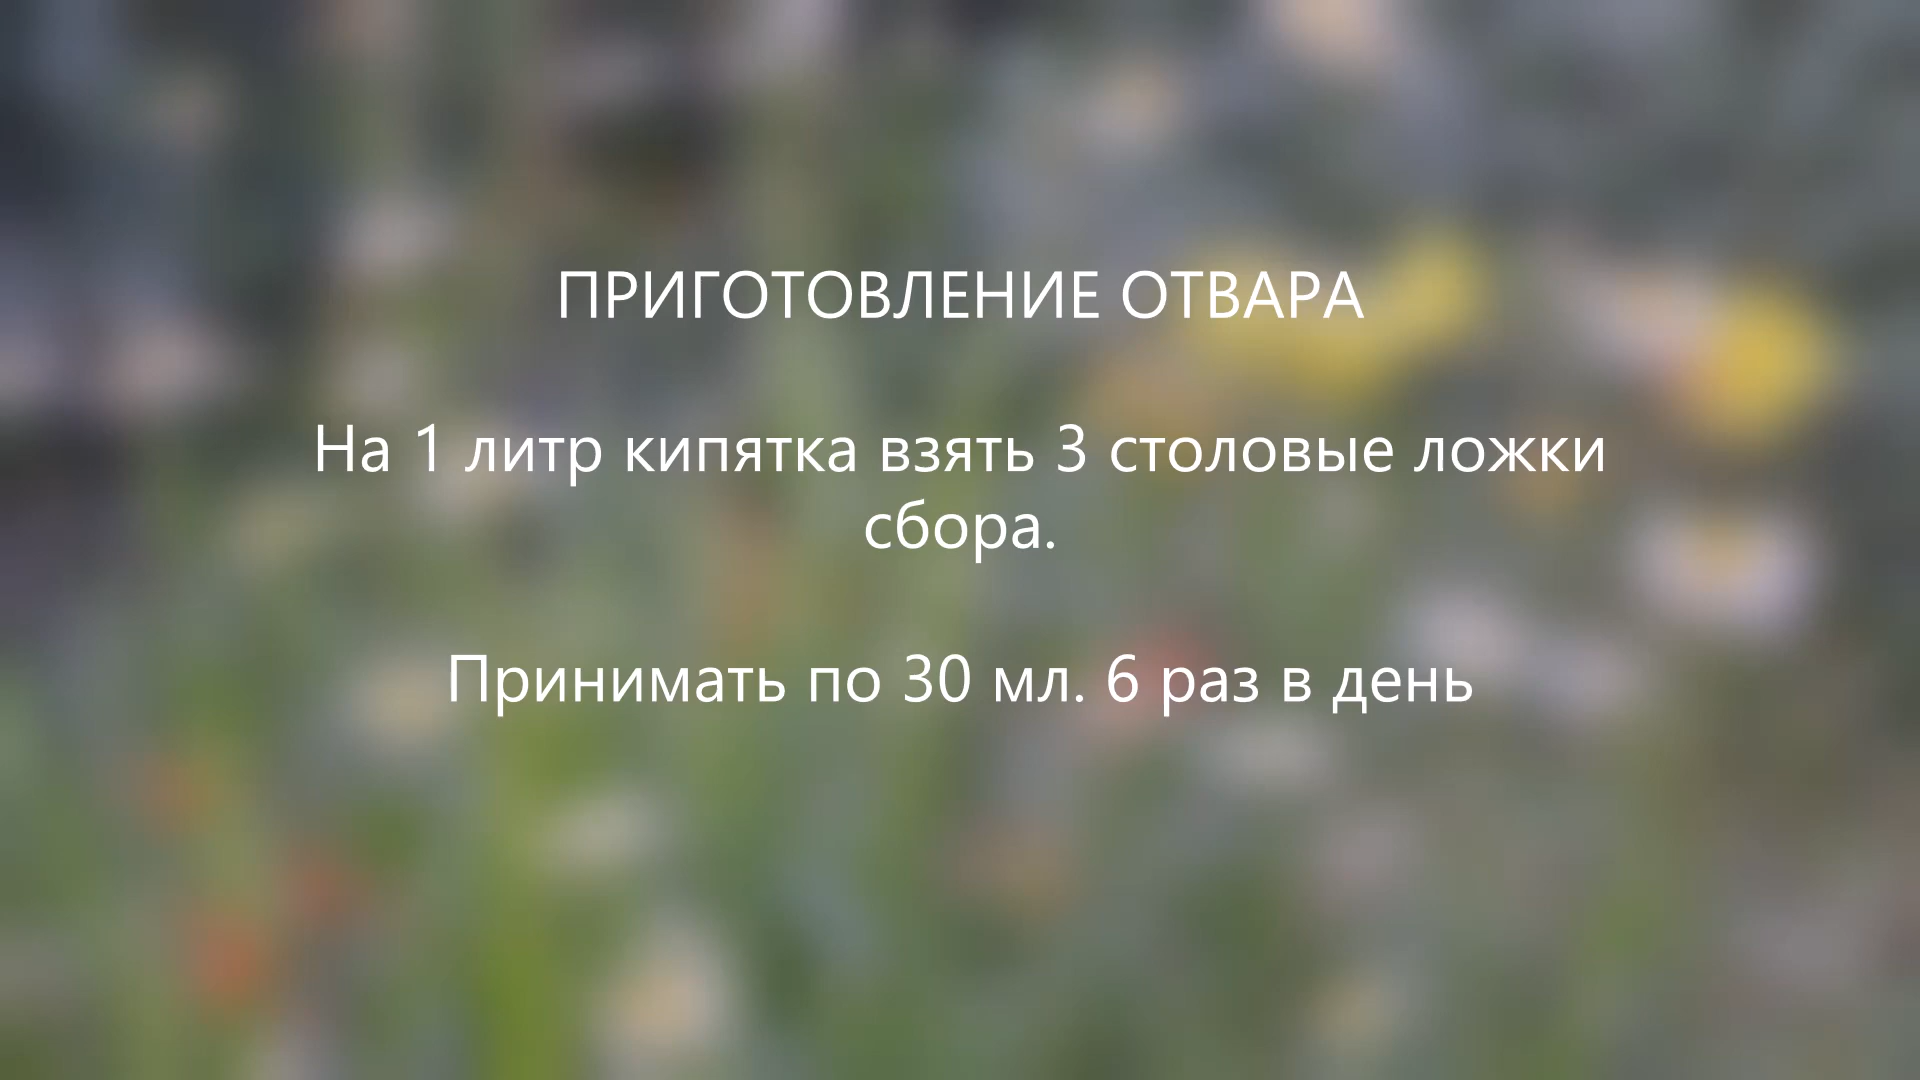 ПРИГОТОВЛЕНИЕ ОТВАРА
На 1 литр кипятка взять 3 столовые ложки
сбора.
Принимать по 30 мл. 6 раз в день